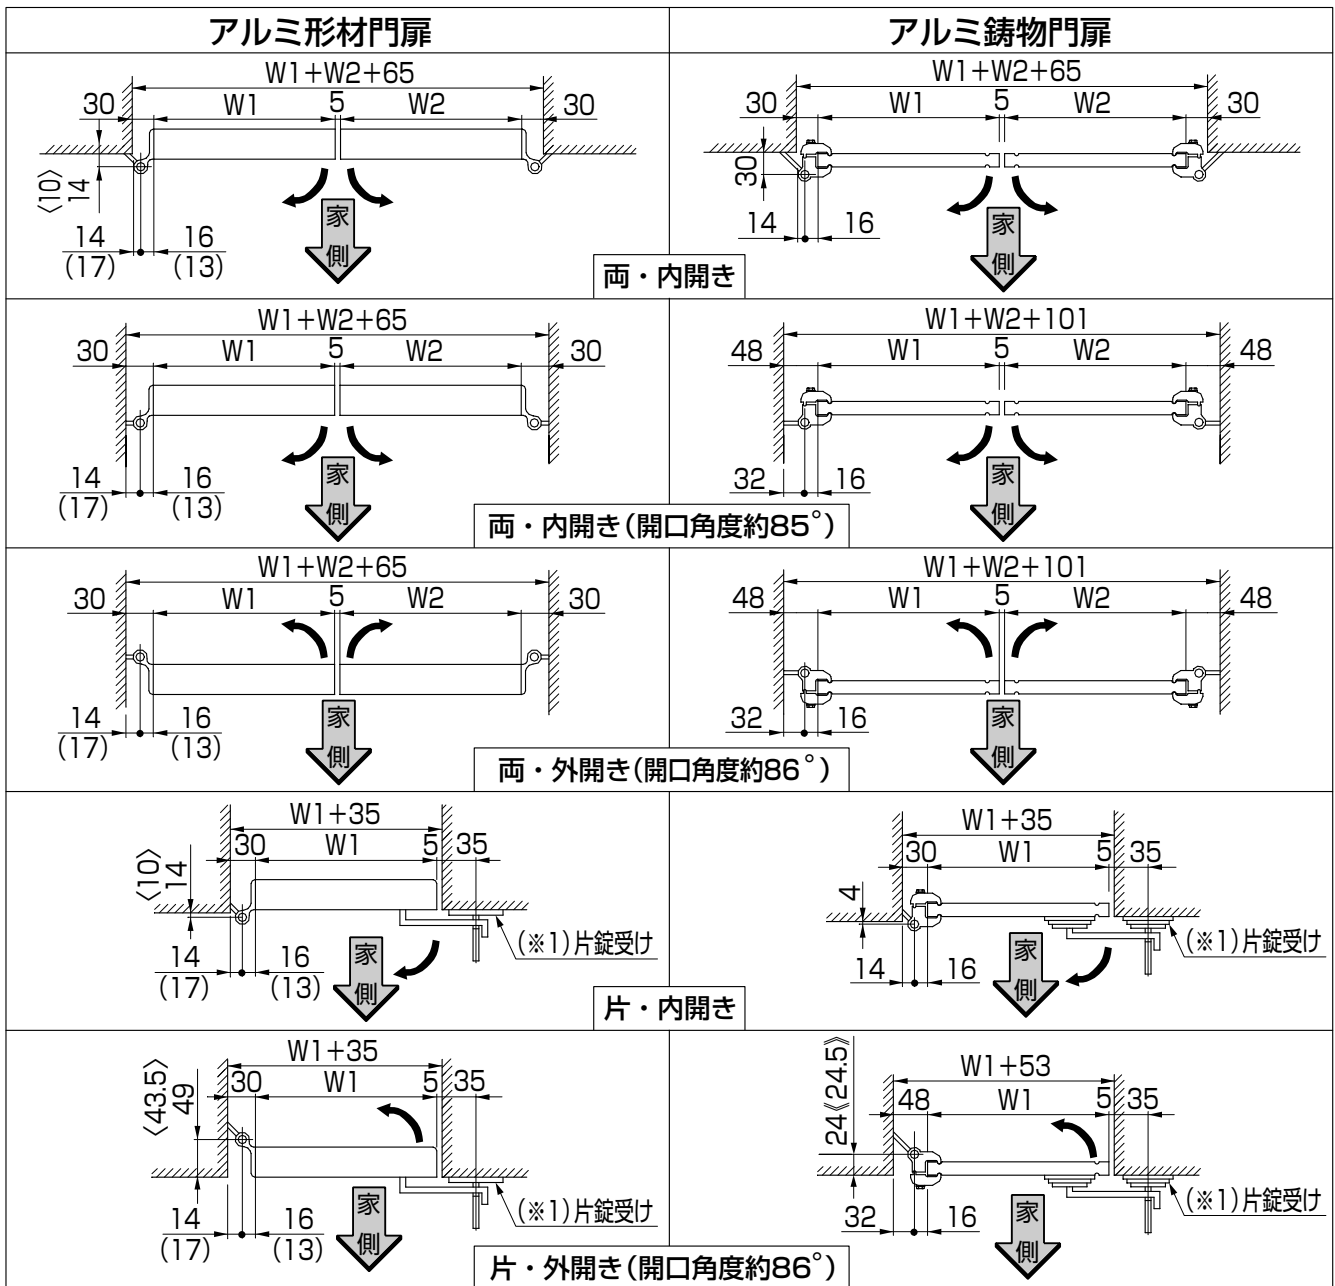 アルミ形材門扉
アルミ鋳物門扉
W1+W2+65
30 W1 5 W2 30
〈10〉
14
14
(17)
16
(13)
家側
W1+W2+65
30 W1 5 W2 30
30
14 16
家側
両・内開き
W1+W2+65
30 W1 5 W2 30
14
(17)
16
(13)
家側
W1+W2+101
48 W1 5 W2 48
32 16
家側
両・内開き(開口角度約85°)
W1+W2+65
30 W1 5 W2 30
14
(17)
16
(13)
家側
W1+W2+101
48 W1 5 W2 48
32 16
家側
両・外開き(開口角度約86°)
W1+35
30 W1 5 35
〈10〉
14
(※1)片錠受け
14
(17)
16
(13)
家側
W1+35
30 W1 5 35
4
(※1)片錠受け
14 16
家側
片・内開き
W1+35
30 W1 5 35
〈43.5〉
49
(※1)片錠受け
14
(17)
16
(13)
家側
W1+53
48 W1 5 35
24《24.5》
(※1)片錠受け
32 16
家側
片・外開き(開口角度約86°)